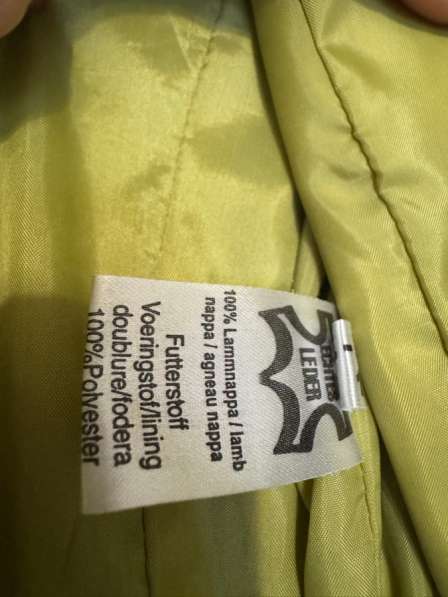 Echtes
LEDER
100% Lammnappa / lamb
nappa / agneau nappa
Futterstoff
Voeringstof/lining
doublure/fodera
100%Polyester